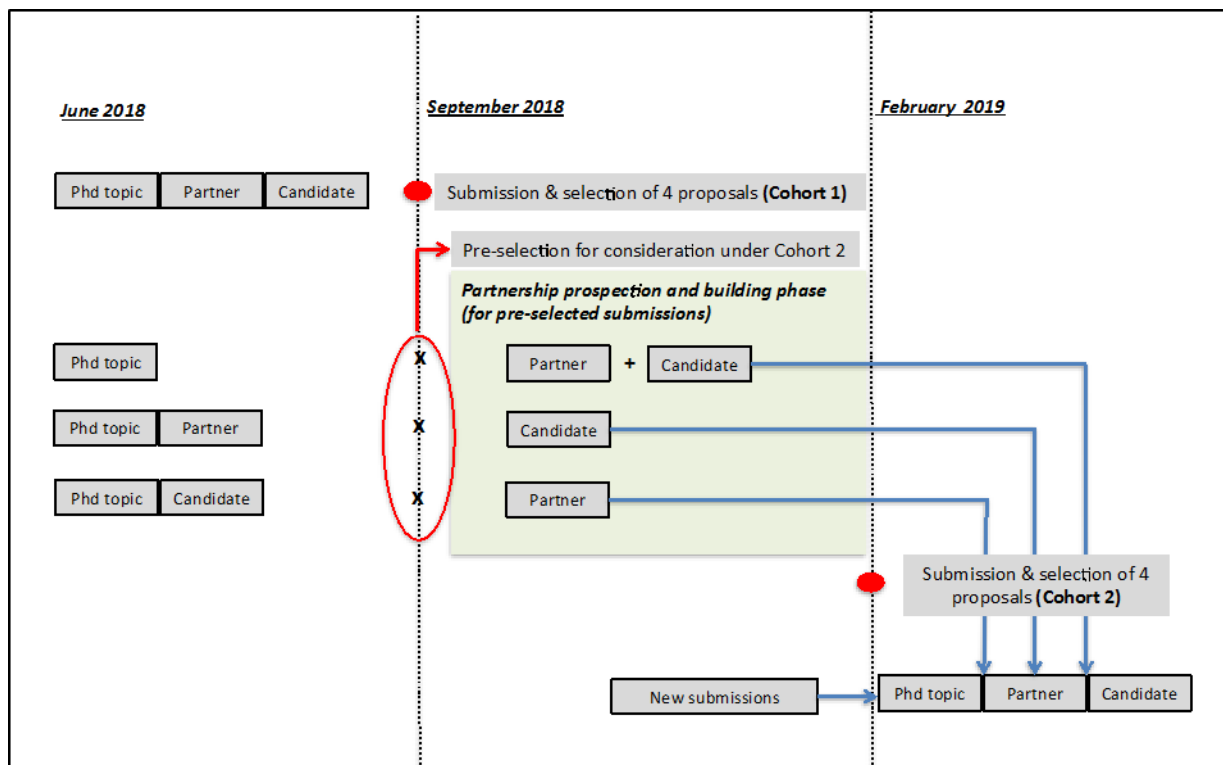 June 2018
September 2018
February 2019
Phd topic
Partner
Candidate
Submission & selection of 4 proposals (Cohort 1)
Pre-selection for consideration under Cohort 2
Partnership prospection and building phase
(for pre-selected submissions)
Phd topic
X
Partner
+
Candidate
Phd topic
Partner
X
Candidate
Phd topic
Candidate
X
Partner
Submission & selection of 4
proposals (Cohort 2)
New submissions
Phd topic
Partner
Candidate